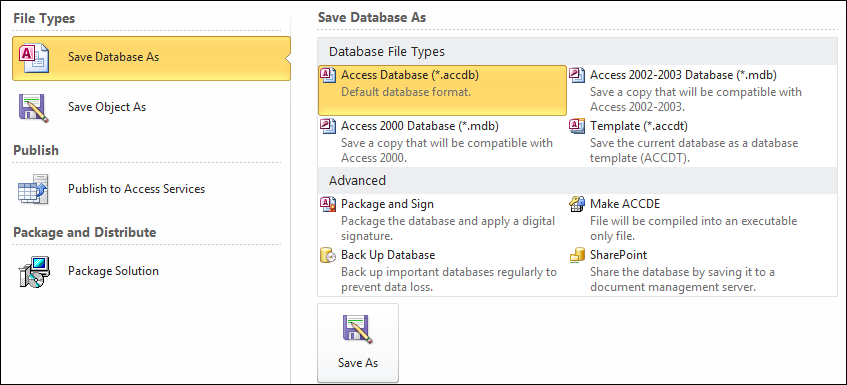 File Types
Save Database As
Save Object As
Publish
Publish to Access Services
Package and Distribute
Package Solution
Save Database As
Database File Types
Access Database (*.accdb)
Default database format.
Access 2002-2003 Database (*.mdb)
Save a copy that will be compatible with
Access 2002-2003.
Access 2000 Database (*.mdb)
Save a copy that will be compatible with
Access 2000.
Template (*.accdt)
Save the current database as a database
template (ACCDT).
Advanced
Package and Sign
Package the database and apply a digital
signature.
Make ACCDE
File will be compiled into an executable
only file.
Back Up Database
Back up important databases regularly to
prevent data loss.
SharePoint
Share the database by saving it to a
document management server.
Save As